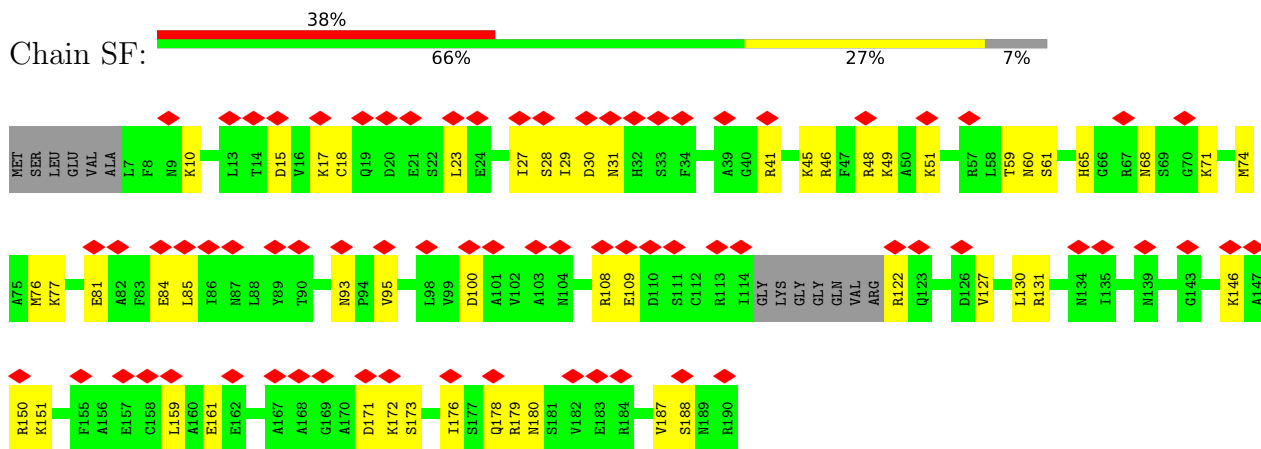 38%
Chain SF:
66% 27% 7%
MET SER LEU GLU VAL ALA L7 F8 N9 K10 L13 T14 D15 V16 K17 C18 Q19 D20 E21 S22 L23 E24 I27 S28 I29 D30 N31 H32 S33 F34 A39 G40 R41 K45 R46 F47 R48 K49 A50 K51 R57 L58 T59 N60 S61 H65 G66 R67 N68 S69 G70 K71 M74
A75 M76 K77 E81 A82 F83 E84 L85 I86 N87 L88 Y89 T90 N93 P94 V95 L98 V99 D100 A101 V102 A103 N104 R108 E109 D110 S111 C112 R113 I114 GLY LYS GLY GLY GLN VAL ARG R122 Q123 D126 V127 L130 R131 N134 I135 N139 G143 K146 A147
R150 K151 F155 A156 E157 C158 L159 A160 E161 E162 A167 A168 G169 A170 D171 K172 S173 I176 S177 Q178 R179 N180 S181 V182 E183 R184 V187 S188 N189 R190